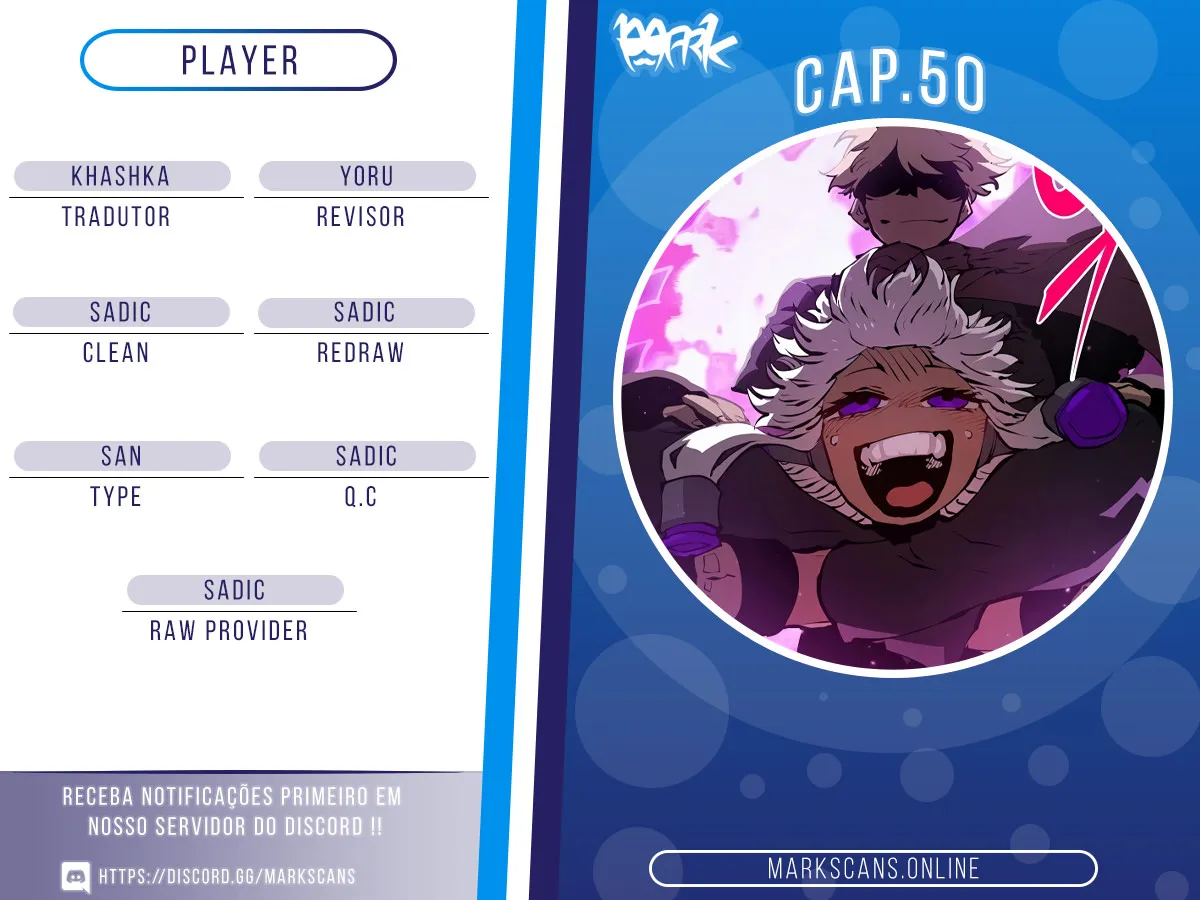 PLAYER
KHASHKA
TRADUTOR
YORU
REVISOR
SADIC
CLEAN
SADIC
REDRAW
SAN
TYPE
SADIC
Q.C
SADIC
RAW PROVIDER
RECEBA NOTIFICAÇÕES PRIMEIRO EM
NOSSO SERVIDOR DO DISCORD !!
HTTPS://DISCORD.GG/MARKSCANS
MARK
CAP.50
MARKSCANS.ONLINE